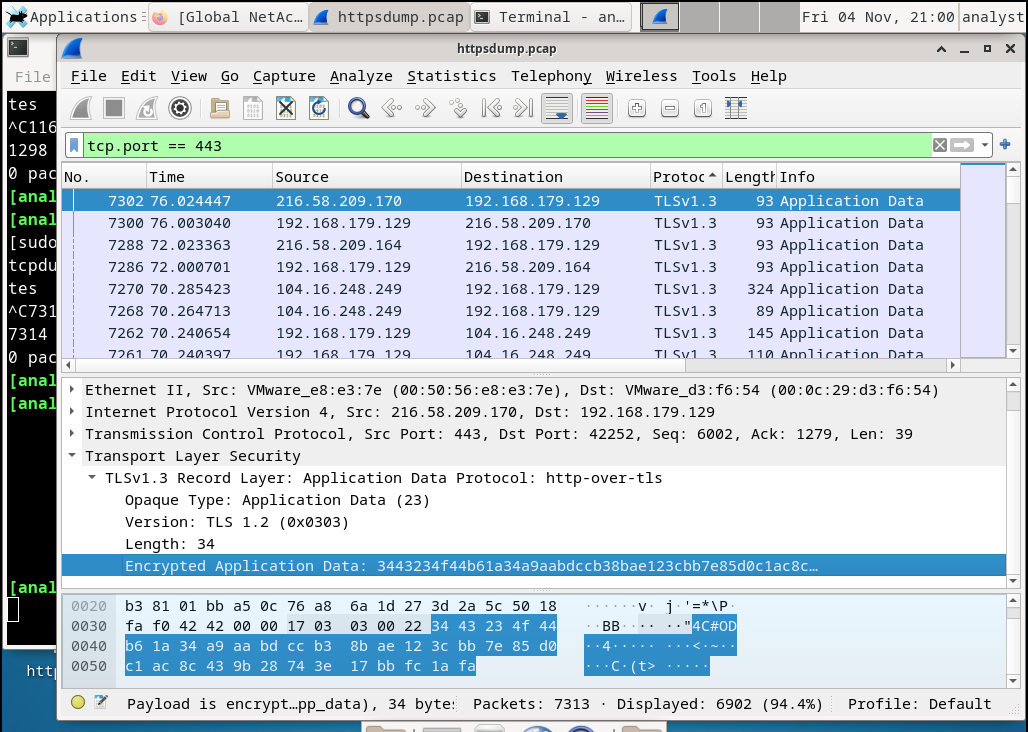 Applications
[Global NetAc...
httpsdump.pcap
Terminal - an...
Fri 04 Nov, 21:00
analyst
httpsdump.pcap
File
tes
^C116
1298
0 pac
[anal
[anal
[sudo
tcpdu
tes
^C731
7314
0 pac
[anal
[anal
[anal
File Edit View Go Capture Analyze Statistics Telephony Wireless Tools Help
tcp.port == 443
No. Time Source Destination Protoc Length Info
7302 76.024447 216.58.209.170 192.168.179.129 TLSv1.3 93 Application Data
7300 76.003040 192.168.179.129 216.58.209.170 TLSv1.3 93 Application Data
7288 72.023363 216.58.209.164 192.168.179.129 TLSv1.3 93 Application Data
7286 72.000701 192.168.179.129 216.58.209.164 TLSv1.3 93 Application Data
7270 70.285423 104.16.248.249 192.168.179.129 TLSv1.3 324 Application Data
7268 70.264713 104.16.248.249 192.168.179.129 TLSv1.3 89 Application Data
7262 70.240654 192.168.179.129 104.16.248.249 TLSv1.3 145 Application Data
7261 70.240397 192.168.179.129 104.16.248.249 TLSv1.3 110 Application Data
Ethernet II, Src: VMware_e8:e3:7e (00:50:56:e8:e3:7e), Dst: VMware_d3:f6:54 (00:0c:29:d3:f6:54)
Internet Protocol Version 4, Src: 216.58.209.170, Dst: 192.168.179.129
Transmission Control Protocol, Src Port: 443, Dst Port: 42252, Seq: 6002, Ack: 1279, Len: 39
Transport Layer Security
TLSv1.3 Record Layer: Application Data Protocol: http-over-tls
Opaque Type: Application Data (23)
Version: TLS 1.2 (0x0303)
Length: 34
Encrypted Application Data: 3443234f44b61a34a9aabdccb38bae123cbb7e85d0c1ac8c…
0020 b3 81 01 bb a5 0c 76 a8 6a 1d 27 3d 2a 5c 50 18 ······v· j·'=*\P·
0030 fa f0 42 42 00 00 17 03 03 00 22 34 43 23 4f 44 ··BB···· ··"4C#OD
0040 b6 1a 34 a9 aa bd cc b3 8b ae 12 3c bb 7e 85 d0 ··4····· ···<·~··
0050 c1 ac 8c 43 9b 28 74 3e 17 bb fc 1a fa ···C·(t> ·····
Payload is encrypt…pp_data), 34 byte
Packets: 7313 · Displayed: 6902 (94.4%)
Profile: Default
http